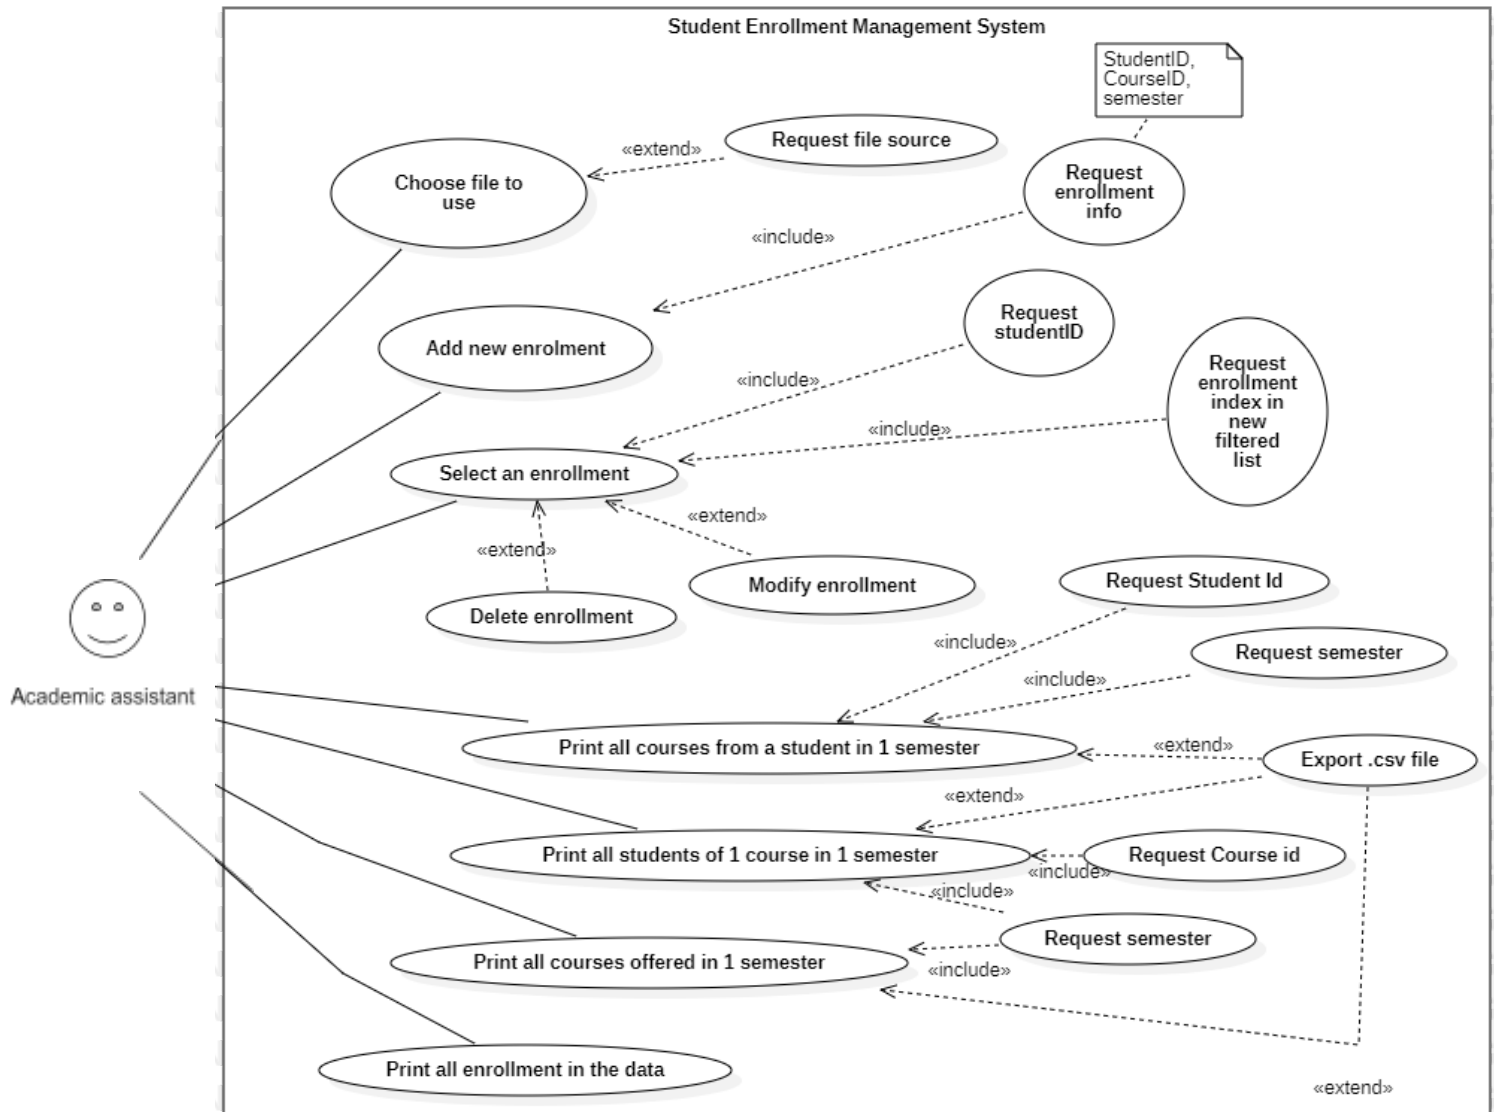 Student Enrollment Management System
StudentID,
CourseID,
semester
Request file source
«extend»
Choose file to
use
Request
enrollment
info
«include»
Request
studentID
Add new enrolment
«include»
Request
enrollment
index in
new
filtered
list
«include»
Select an enrollment
«extend»
«extend»
Modify enrollment
Delete enrollment
Request Student Id
«include»
Request semester
«include»
Academic assistant
Print all courses from a student in 1 semester
«extend»
Export .csv file
«extend»
Print all students of 1 course in 1 semester
Request Course id
«include»
«include»
Request semester
Print all courses offered in 1 semester
«include»
Print all enrollment in the data
«extend»